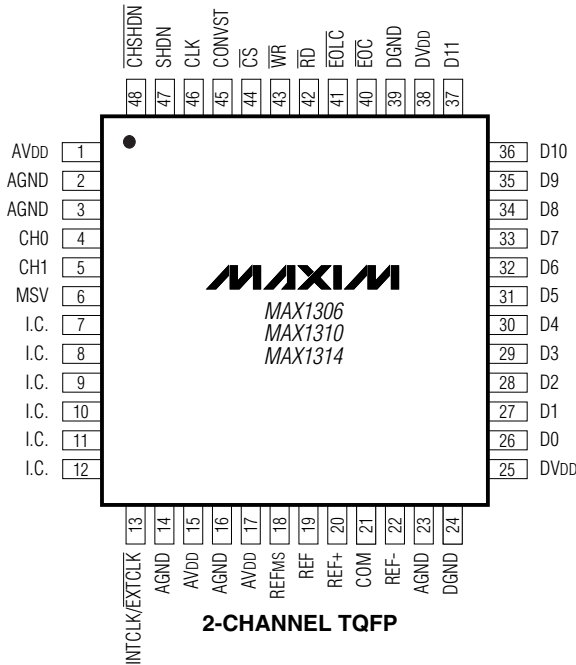 CHSHDN
SHDN
CLK
CONVST
CS
WR
RD
EOLC
EOC
DGND
DVDD
D11
48
47
46
45
44
43
42
41
40
39
38
37
AVDD 1
AGND 2
AGND 3
CH0 4
CH1 5
MSV 6
I.C. 7
I.C. 8
I.C. 9
I.C. 10
I.C. 11
I.C. 12
MAXIM
MAX1306
MAX1310
MAX1314
36 D10
35 D9
34 D8
33 D7
32 D6
31 D5
30 D4
29 D3
28 D2
27 D1
26 D0
25 DVDD
13
14
15
16
17
18
19
20
21
22
23
24
INTCLK/EXTCLK
AGND
AVDD
AGND
AVDD
REFMS
REF
REF+
COM
REF-
AGND
DGND
2-CHANNEL TQFP